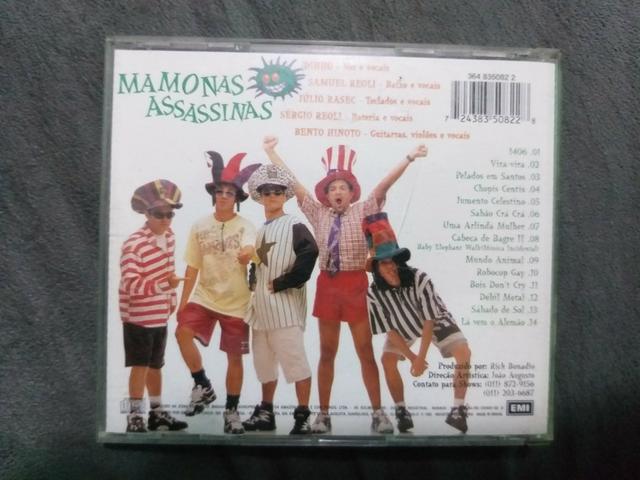 MAMONAS
ASSASSINAS
DINHO - Voz e vocais
SAMUEL REOLI - Baixo e vocais
JÚLIO RASEC - Teclados e vocais
SÉRGIO REOLI - Bateria e vocais
BENTO HINOTO - Guitarras, violões e vocais
364 835082 2
7 24383 50822 8
1406 .01
Vira-vira .02
Pelados em Santos .03
Chopis Centis .04
Jumento Celestino .05
Sabão Crá Crá .06
Uma Arlinda Mulher .07
Cabeça de Bagre II .08
Baby Elephant Walk(Música Incidental)
Mundo Animal .09
Robocop Gay .10
Bois Don't Cry .11
Debil Metal .12
Sábado de Sol .13
Lá vem o Alemão .14
Produzido por: Rick Bonadio
Direção Artística: João Augusto
Contato para Shows: (011) 872-9156
(011) 203-6687
EMI